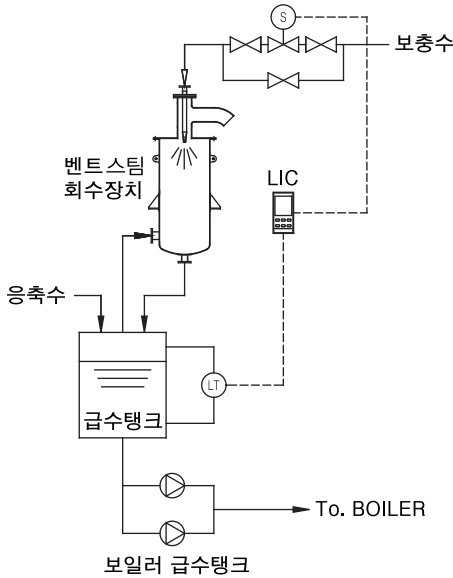 S
보충수
벤트스팀
회수장치
LIC
응축수
LT
급수탱크
To. BOILER
보일러 급수탱크